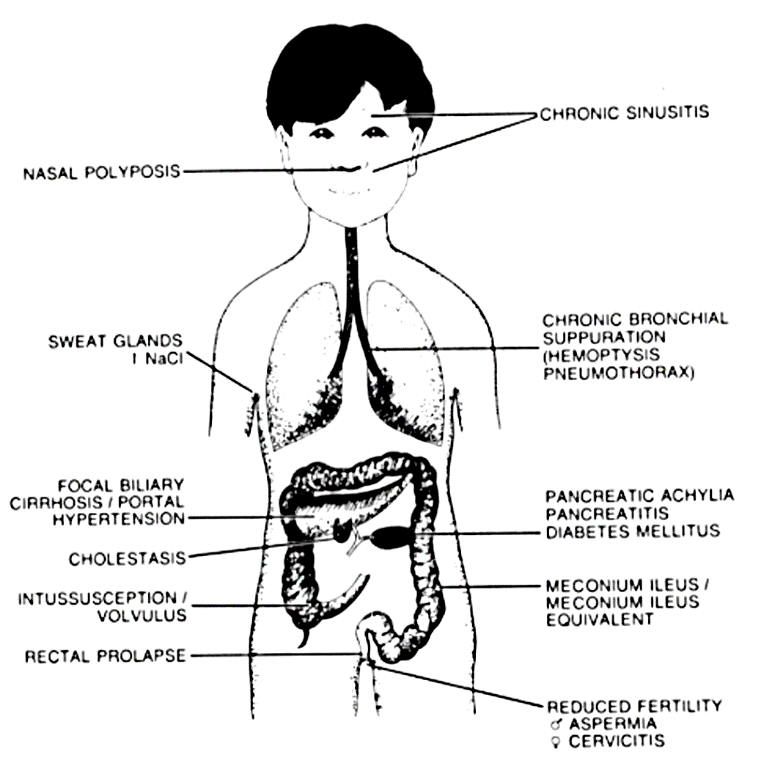 CHRONIC SINUSITIS
NASAL POLYPOSIS
SWEAT GLANDS
↑ NaCl
CHRONIC BRONCHIAL
SUPPURATION
(HEMOPTYSIS
PNEUMOTHORAX)
FOCAL BILIARY
CIRRHOSIS / PORTAL
HYPERTENSION
CHOLESTASIS
INTUSSUSCEPTION /
VOLVULUS
RECTAL PROLAPSE
PANCREATIC ACHYLIA
PANCREATITIS
DIABETES MELLITUS
MECONIUM ILEUS /
MECONIUM ILEUS
EQUIVALENT
REDUCED FERTILITY
♂ ASPERMIA
♀ CERVICITIS